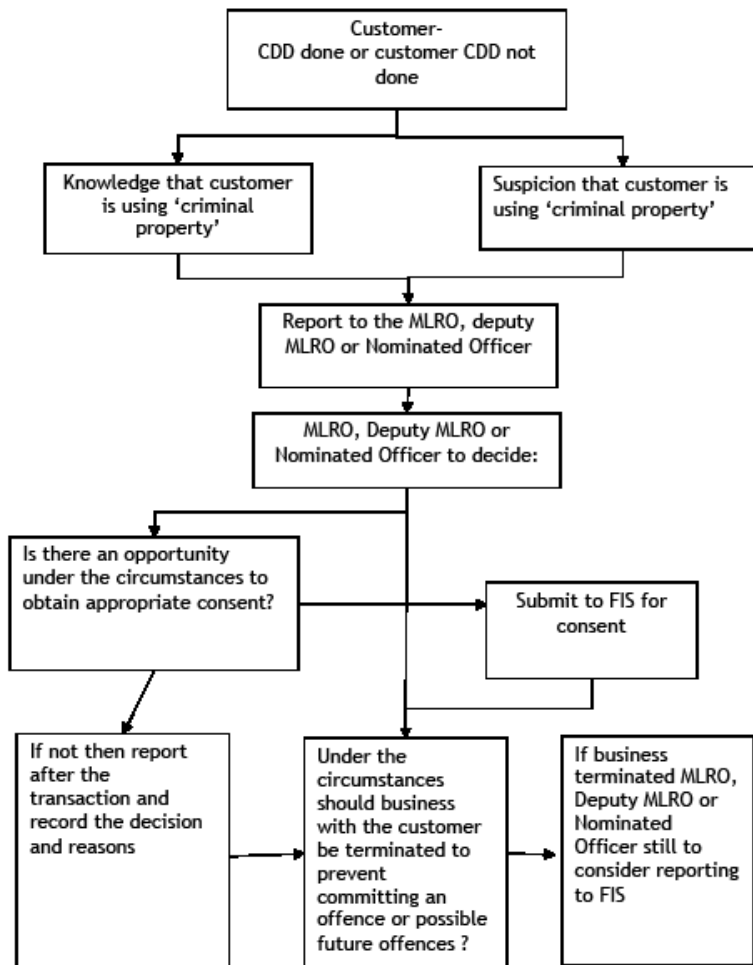 Customer-
CDD done or customer CDD not
done
Knowledge that customer
is using ‘criminal
property’
Suspicion that customer is
using ‘criminal property’
Report to the MLRO, deputy
MLRO or Nominated Officer
MLRO, Deputy MLRO or
Nominated Officer to decide:
Is there an opportunity
under the circumstances to
obtain appropriate consent?
Submit to FIS for
consent
If not then report
after the
transaction and
record the decision
and reasons
Under the
circumstances
should business
with the customer
be terminated to
prevent
committing an
offence or possible
future offences ?
If business
terminated MLRO,
Deputy MLRO or
Nominated
Officer still to
consider reporting
to FIS